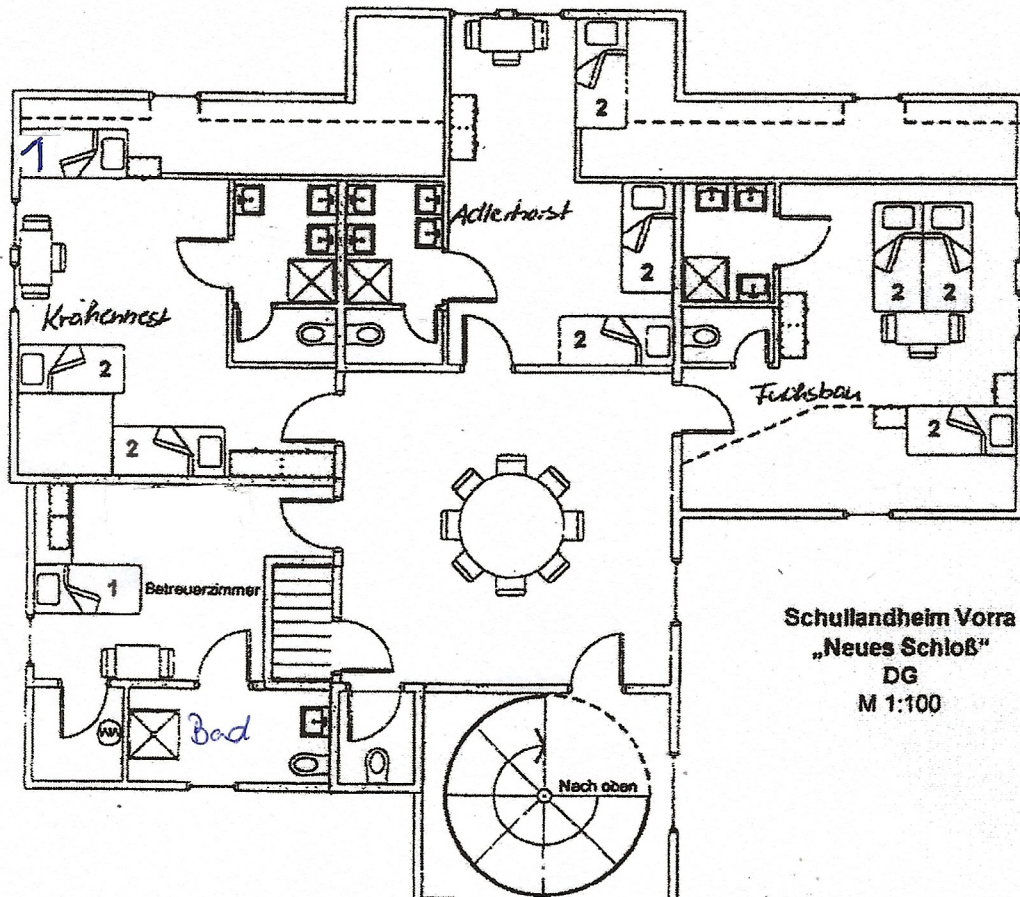 2
1
Adlerhorst
2
2 2
Krähennest
2
2
Fuchsbau
2
2
1 Betreuerzimmer
Schullandheim Vorra
„Neues Schloß“
DG
M 1:100
WM
Bad
Nach oben